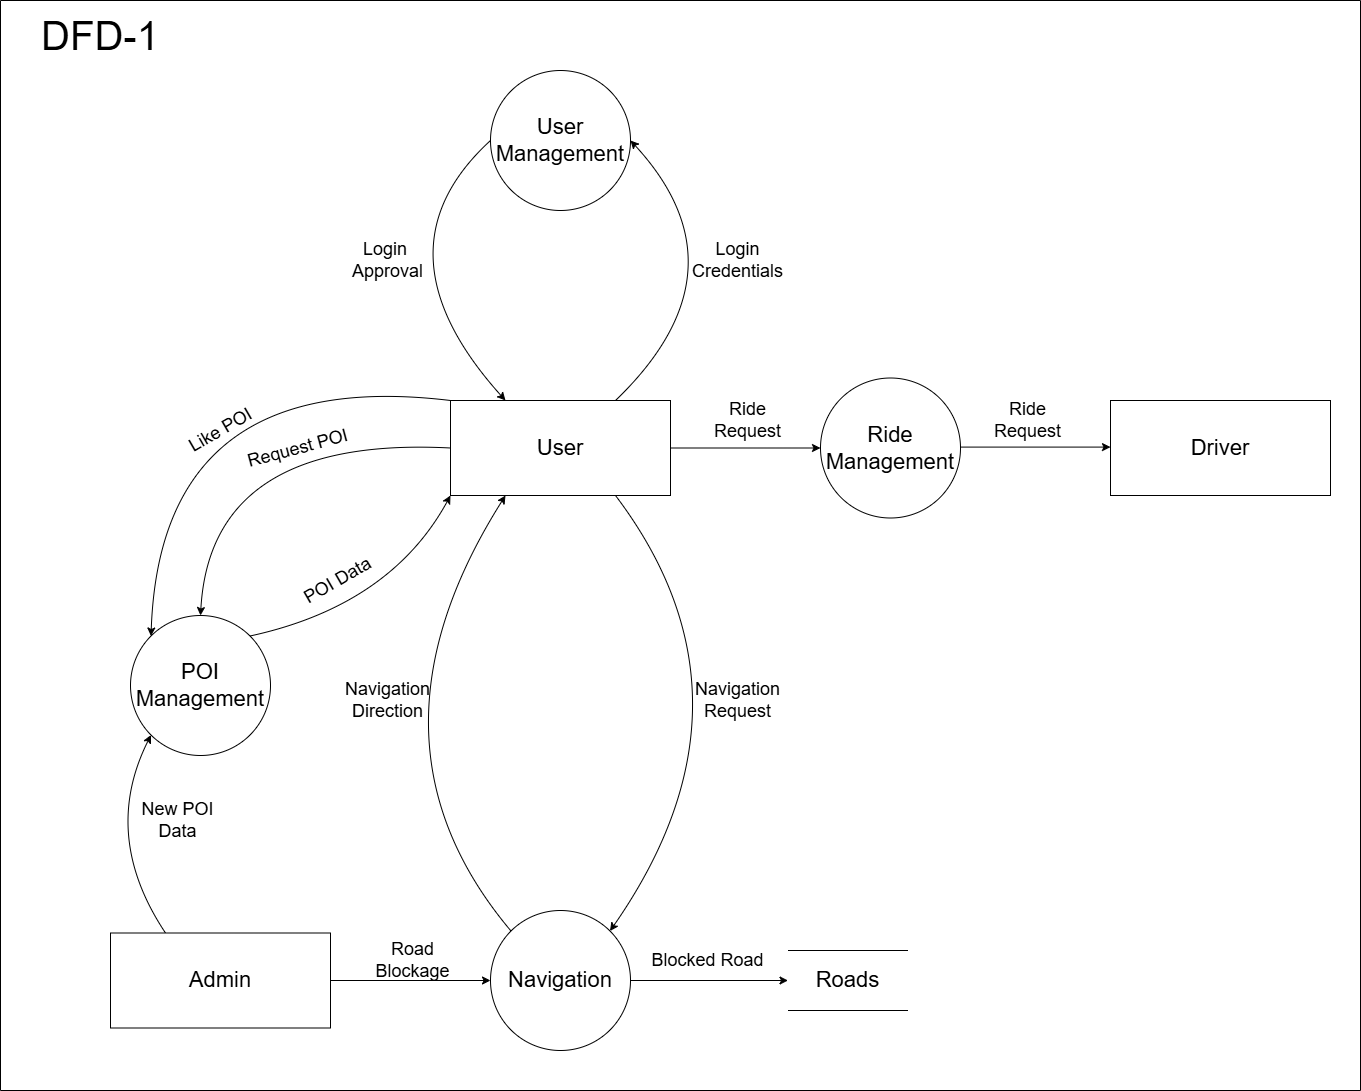 DFD-1
User
Management
Login
Approval
Login
Credentials
Like POI
Request POI
User
Ride
Request
Ride
Management
Ride
Request
Driver
POI Data
POI
Management
Navigation
Direction
Navigation
Request
New POI
Data
Admin
Road
Blockage
Navigation
Blocked Road
Roads